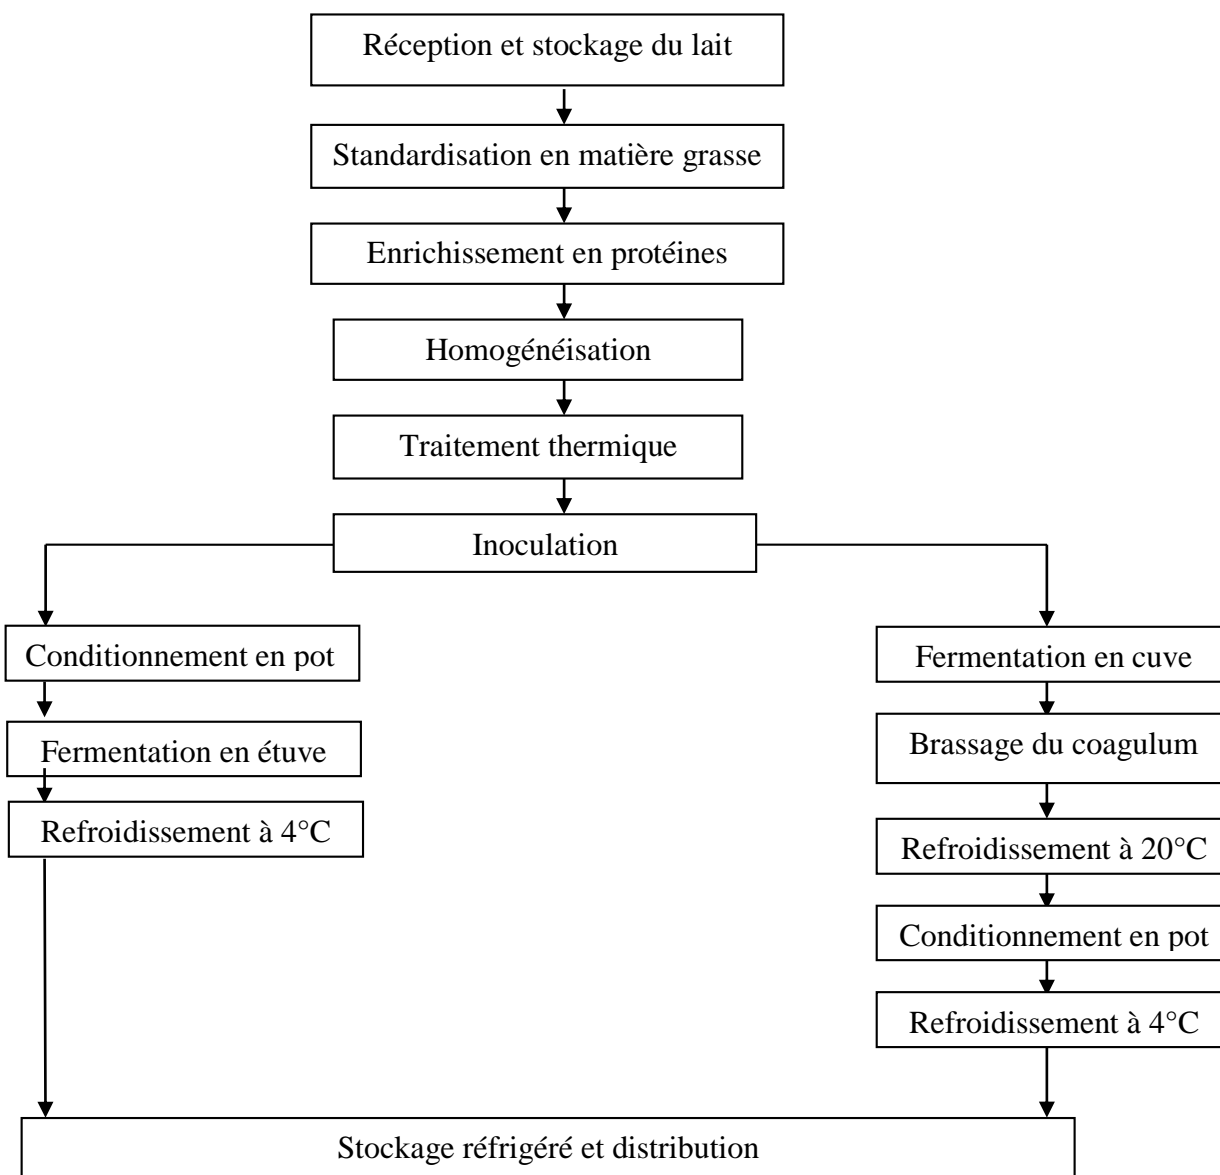 Réception et stockage du lait
Standardisation en matière grasse
Enrichissement en protéines
Homogénéisation
Traitement thermique
Inoculation
Conditionnement en pot
Fermentation en étuve
Refroidissement à 4°C
Fermentation en cuve
Brassage du coagulum
Refroidissement à 20°C
Conditionnement en pot
Refroidissement à 4°C
Stockage réfrigéré et distribution